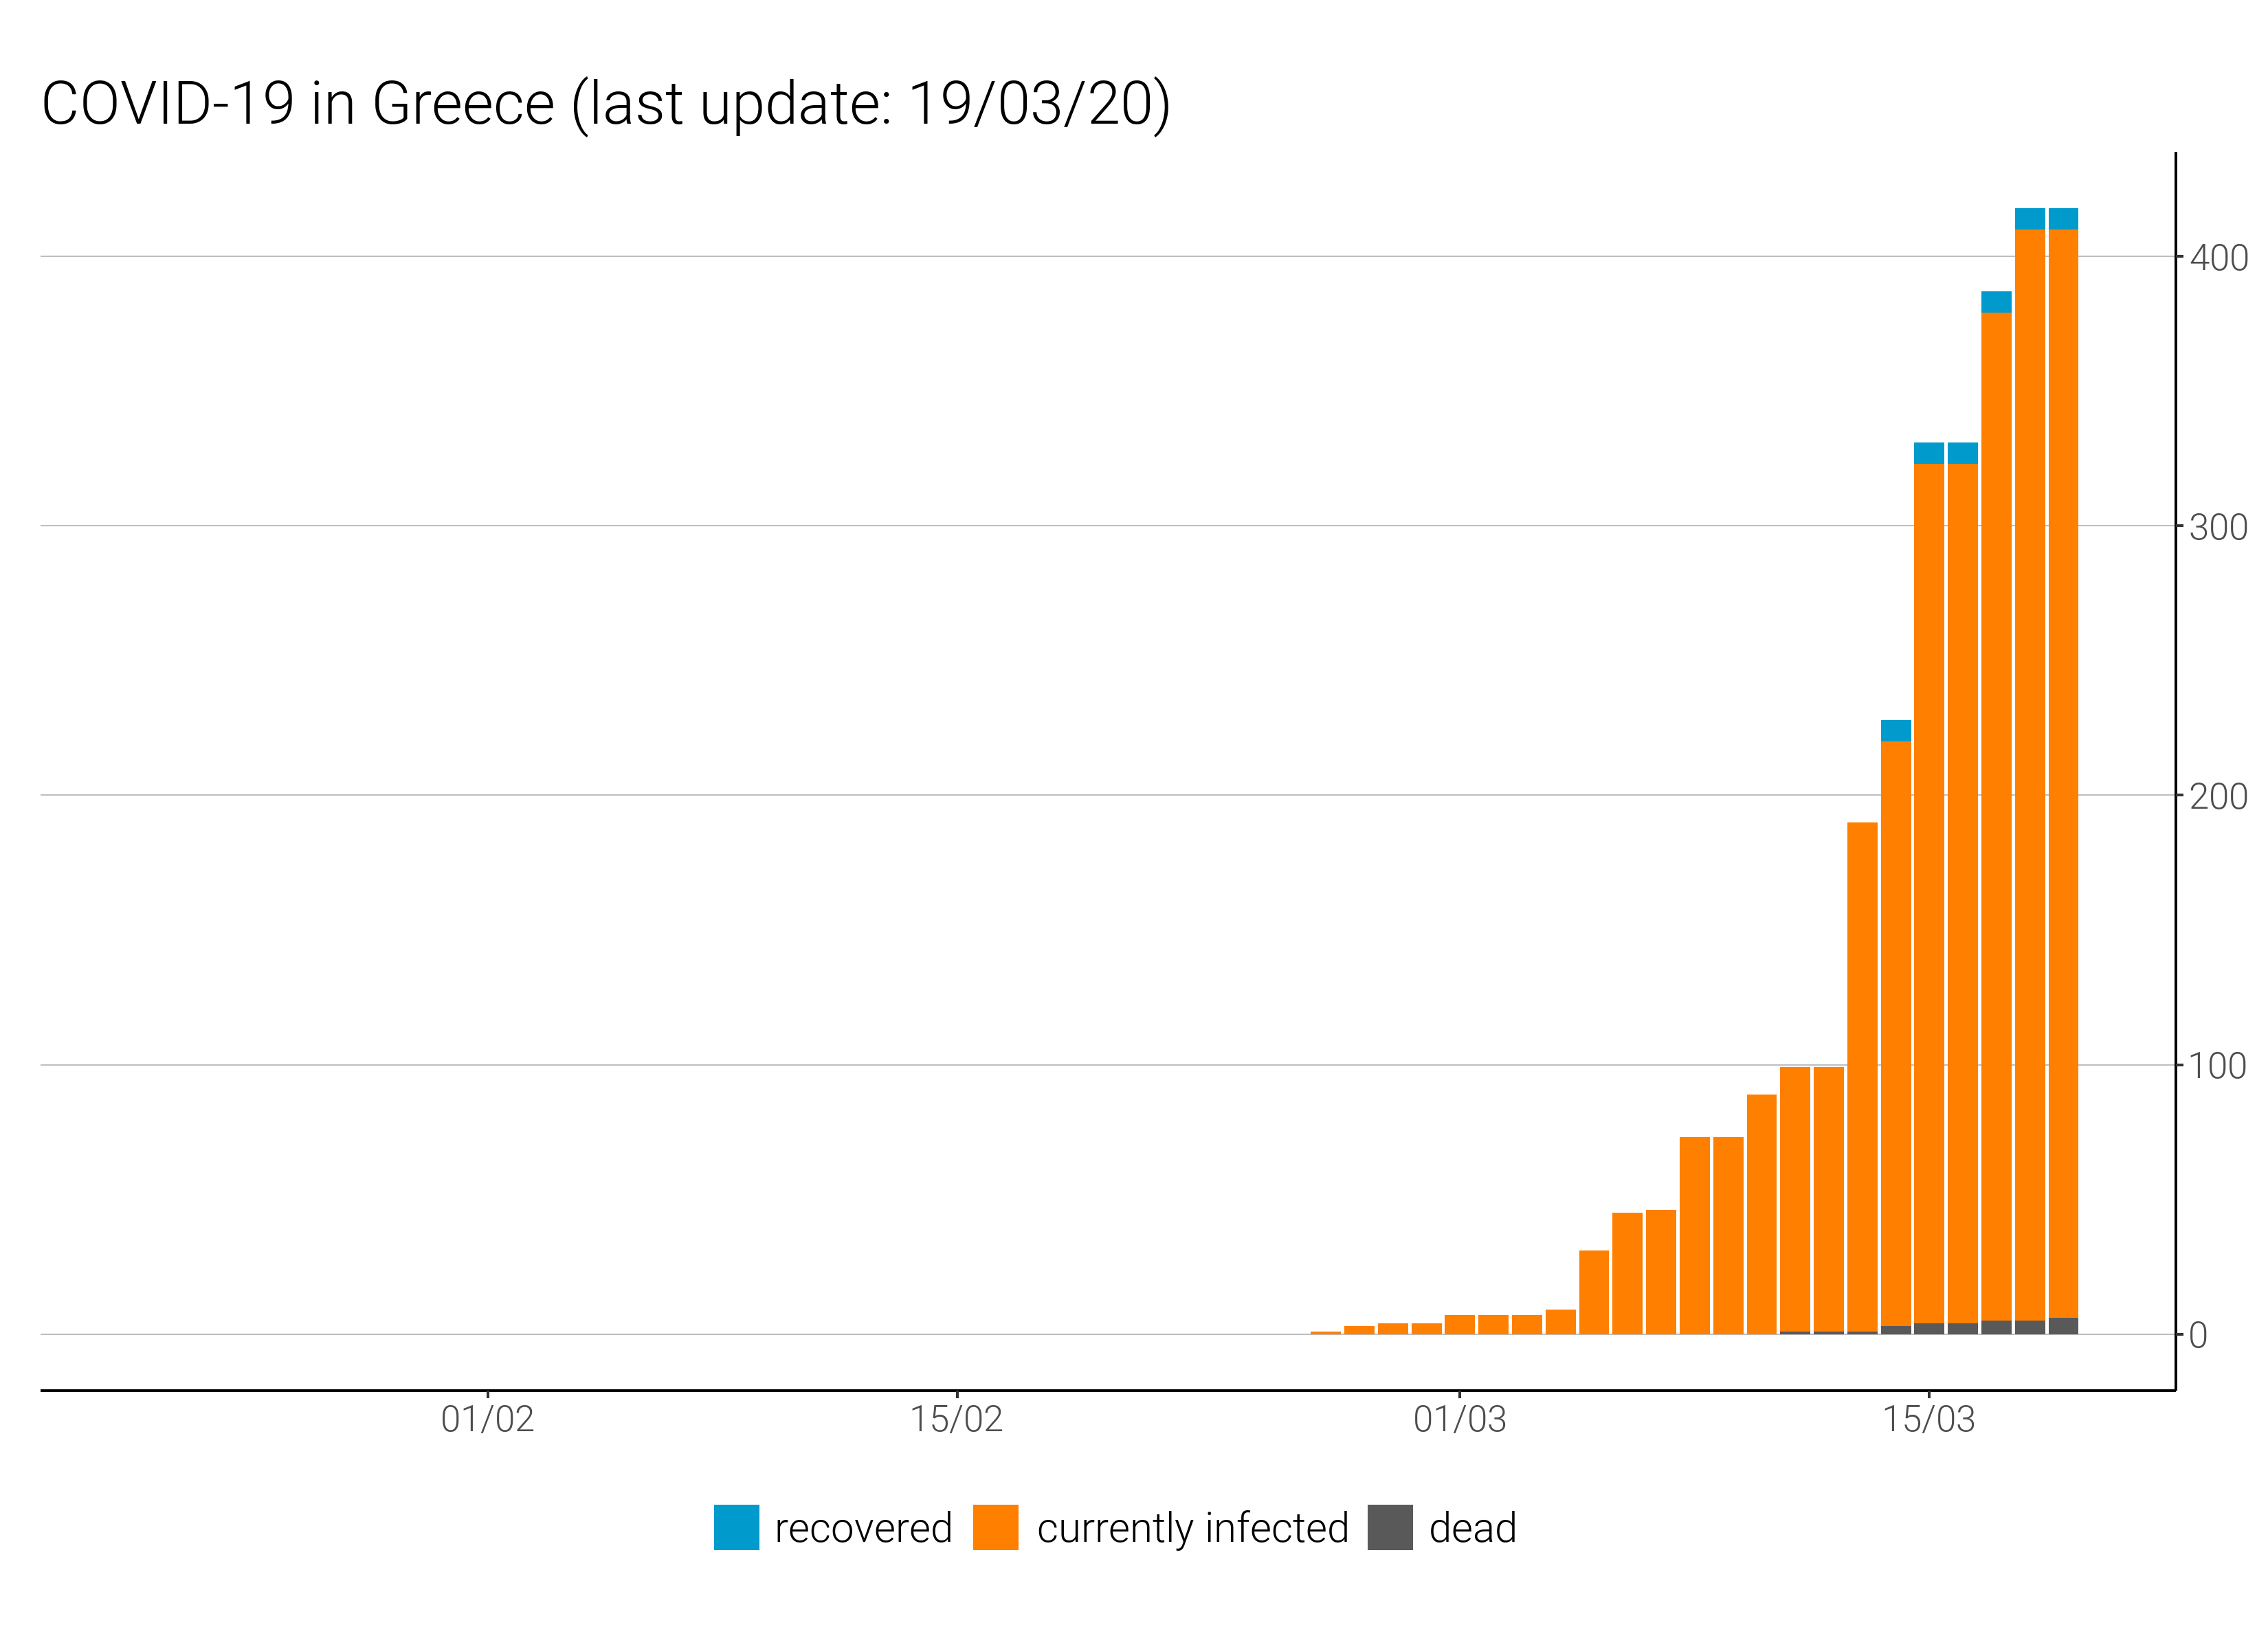 COVID-19 in Greece (last update: 19/03/20)
400
300
200
100
0
01/02 15/02 01/03 15/03
recovered currently infected dead